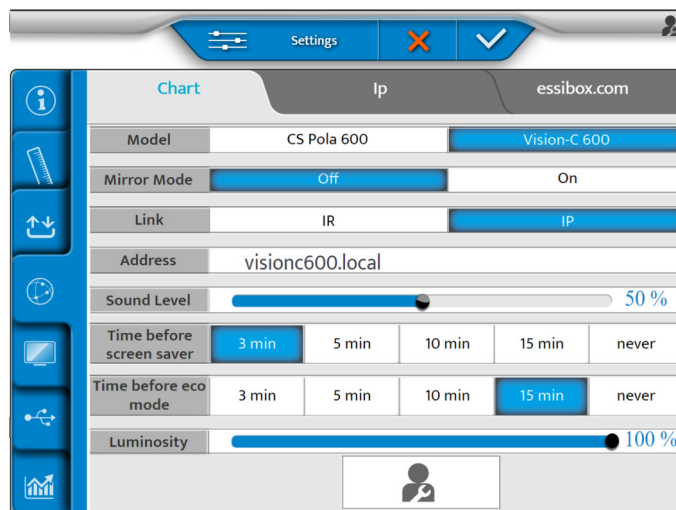 Settings
Chart Ip essibox.com
Model CS Pola 600 Vision-C 600
Mirror Mode Off On
Link IR IP
Address visionc600.local
Sound Level 50 %
Time before
screen saver 3 min 5 min 10 min 15 min never
Time before eco
mode 3 min 5 min 10 min 15 min never
Luminosity 100 %